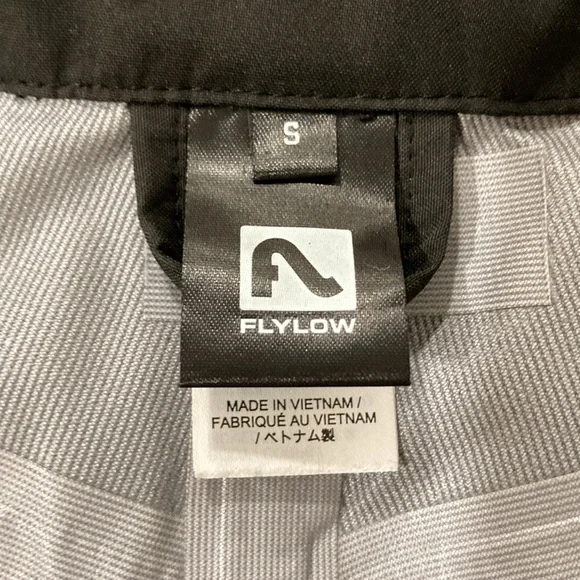 S
FLYLOW
MADE IN VIETNAM /
FABRIQUÉ AU VIETNAM
/ ベトナム製